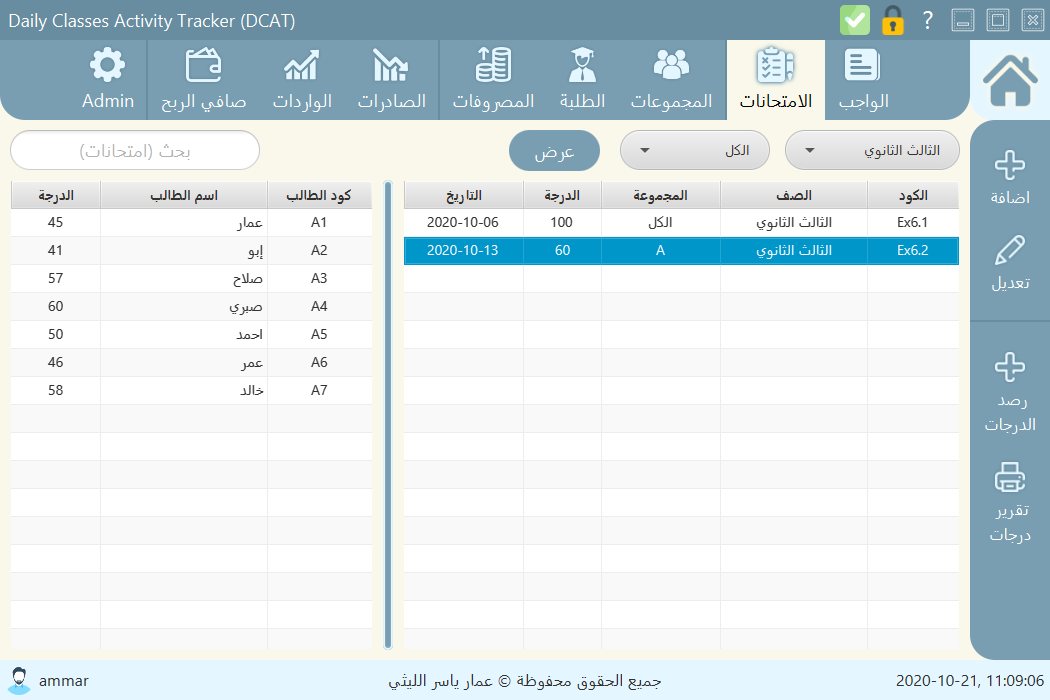 Daily Classes Activity Tracker (DCAT) ?
الواجب الامتحانات المجموعات الطلبة المصروفات الصادرات الواردات صافي الربح Admin
الثالث الثانوي الكل عرض بحث (امتحانات)
اضافة
تعديل
رصد
الدرجات
تقرير
درجات
الكود الصف المجموعة الدرجة التاريخ
Ex6.1 الثالث الثانوي الكل 100 2020-10-06
Ex6.2 الثالث الثانوي A 60 2020-10-13
كود الطالب اسم الطالب الدرجة
A1 عمار 45
A2 إبو 41
A3 صلاح 57
A4 صبري 60
A5 احمد 50
A6 عمر 46
A7 خالد 58
ammar
جميع الحقوق محفوظة © عمار ياسر الليثي
2020-10-21, 11:09:06